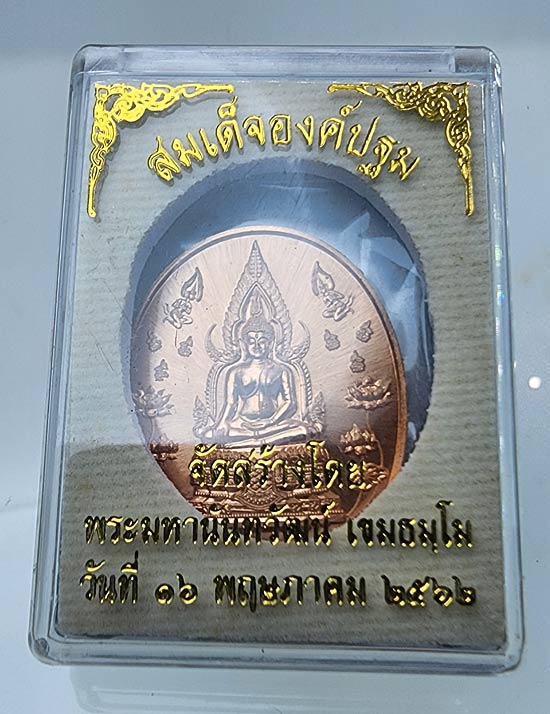 สมเด็จองค์ปฐม
จัดสร้างโดย
พระมหานันทวัฒน์ เขมธมฺโม
วันที่ ๑๖ พฤษภาคม ๒๕๖๒